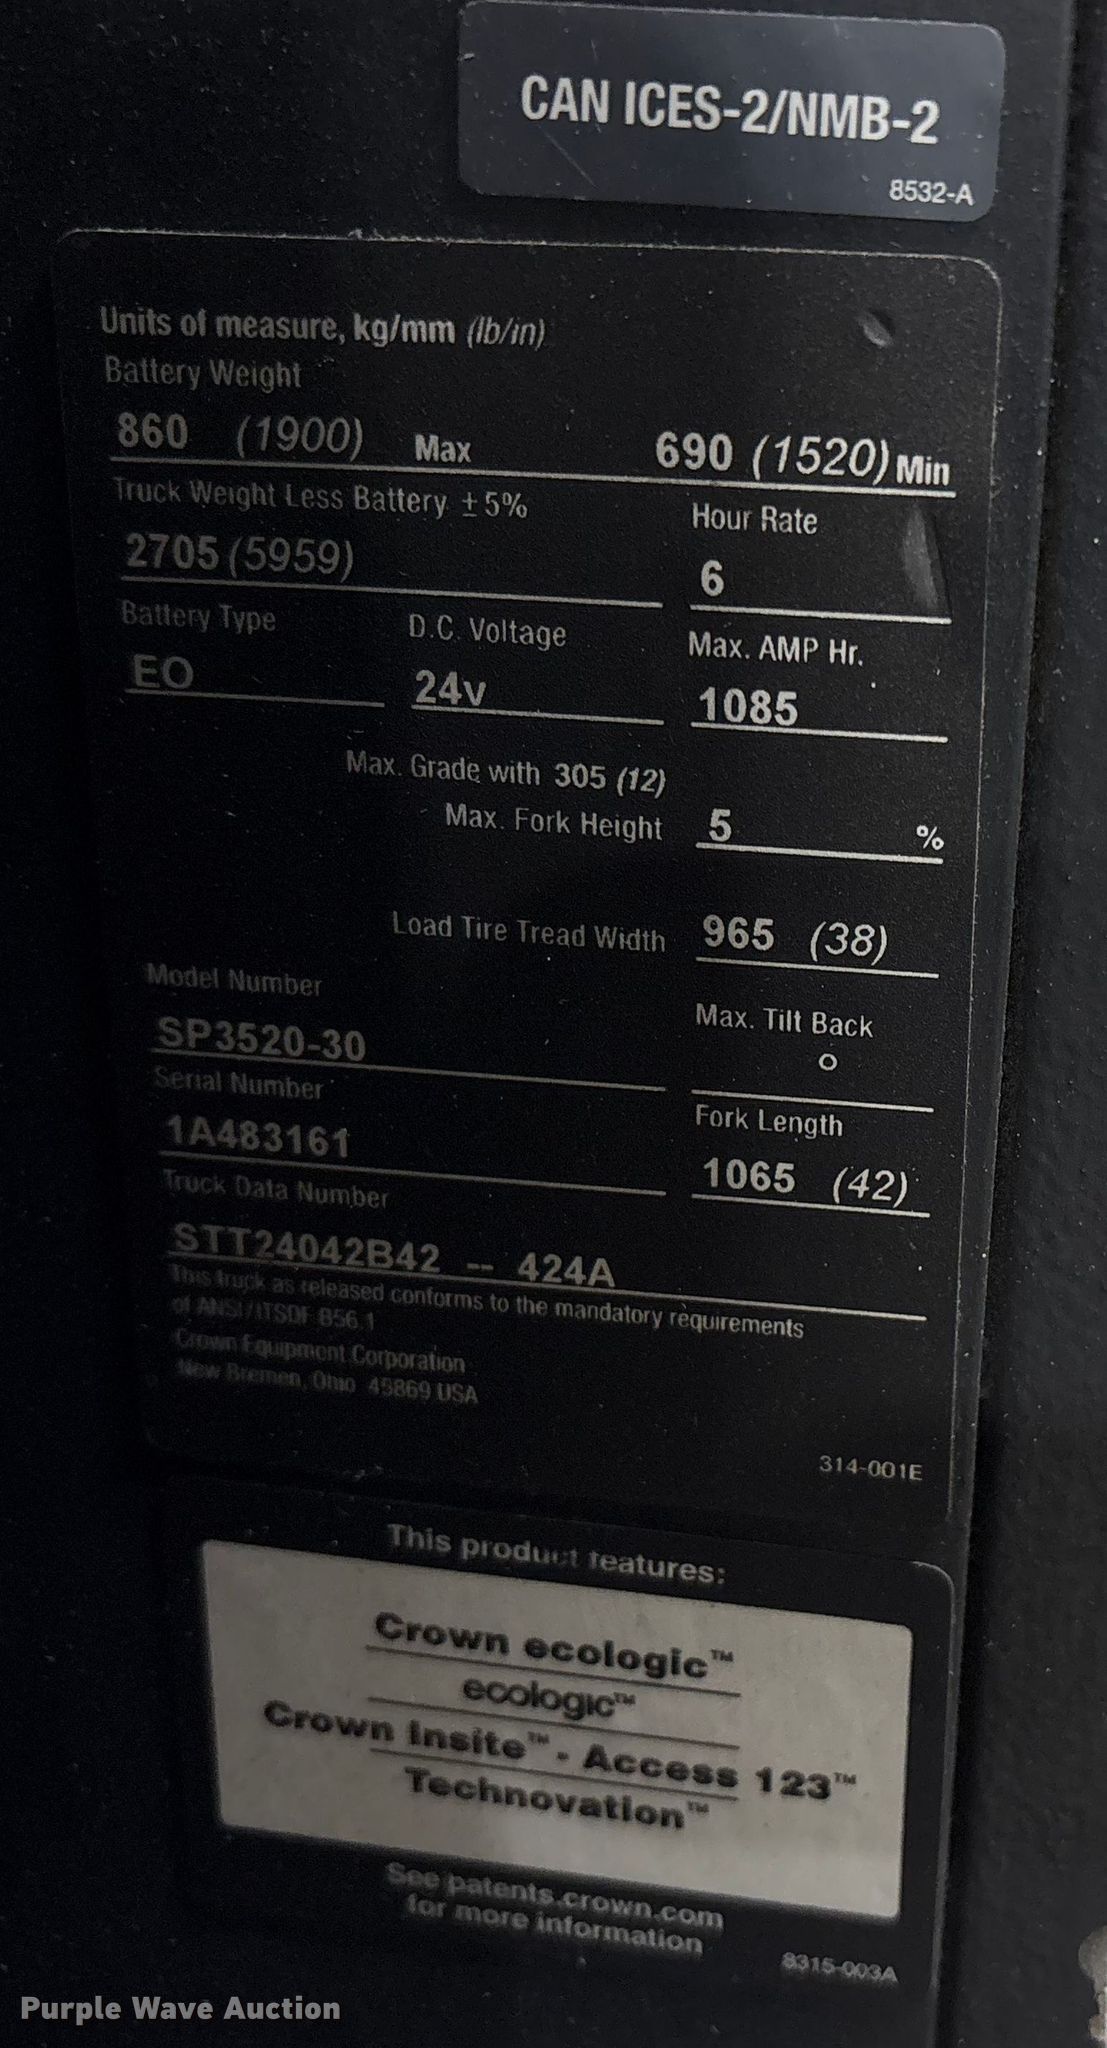 CAN ICES-2/NMB-2
8532-A
Units of measure, kg/mm (lb/in)
Battery Weight
860 (1900) Max 690 (1520) Min
Truck Weight Less Battery ±5% Hour Rate
2705 (5959) 6
Battery Type D.C. Voltage Max. AMP Hr.
EO 24v 1085
Max. Grade with 305 (12)
Max. Fork Height 5 %
Load Tire Tread Width 965 (38)
Model Number Max. Tilt Back
SP3520-30 °
Serial Number Fork Length
1A483161 1065 (42)
Truck Data Number
STT24042B42 -- 424A
This truck as released conforms to the mandatory requirements
of ANSI/ITSDF B56.1
Crown Equipment Corporation
New Bremen, Ohio 45869 USA
314-001E
This product features:
Crown ecologic™
ecologic™
Crown Insite™ - Access 123™
Technovation™
See patents.crown.com
for more information
8315-003A
Purple Wave Auction